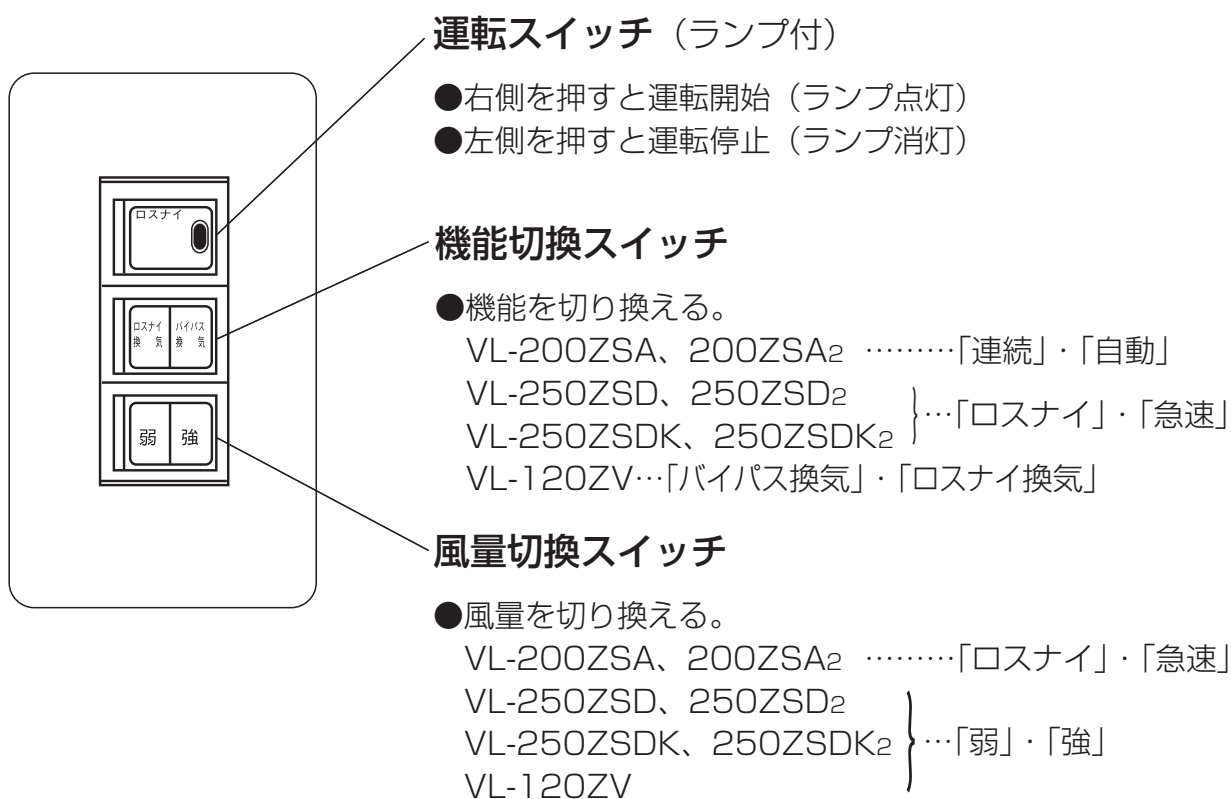 運転スイッチ（ランプ付）
●右側を押すと運転開始（ランプ点灯）
●左側を押すと運転停止（ランプ消灯）
ロスナイ
機能切換スイッチ
●機能を切り換える。
VL-200ZSA、200ZSA2 ………「連続」・「自動」
VL-250ZSD、250ZSD2
VL-250ZSDK、250ZSDK2
…「ロスナイ」・「急速」
VL-120ZV…「バイパス換気」・「ロスナイ換気」
ロスナイ バイパス
換 気 換 気
弱 強
風量切換スイッチ
●風量を切り換える。
VL-200ZSA、200ZSA2 ………「ロスナイ」・「急速」
VL-250ZSD、250ZSD2
VL-250ZSDK、250ZSDK2
…「弱」・「強」
VL-120ZV